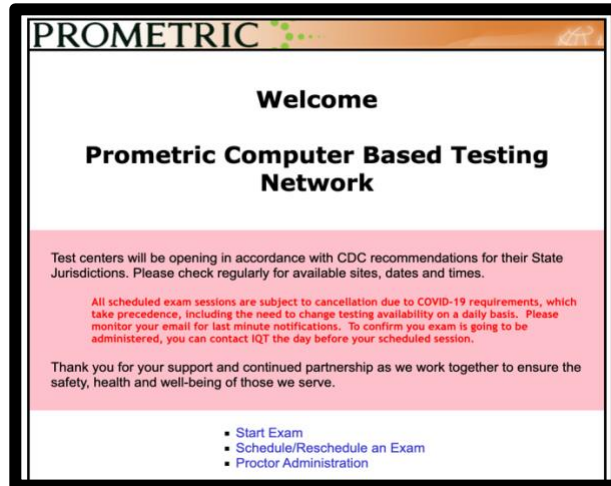 PROMETRIC
Welcome
Prometric Computer Based Testing
Network
Test centers will be opening in accordance with CDC recommendations for their State
Jurisdictions. Please check regularly for available sites, dates and times.
All scheduled exam sessions are subject to cancellation due to COVID-19 requirements, which
take precedence, including the need to change testing availability on a daily basis. Please
monitor your email for last minute notifications. To confirm you exam is going to be
administered, you can contact IQT the day before your scheduled session.
Thank you for your support and continued partnership as we work together to ensure the
safety, health and well-being of those we serve.
▪ Start Exam
▪ Schedule/Reschedule an Exam
▪ Proctor Administration